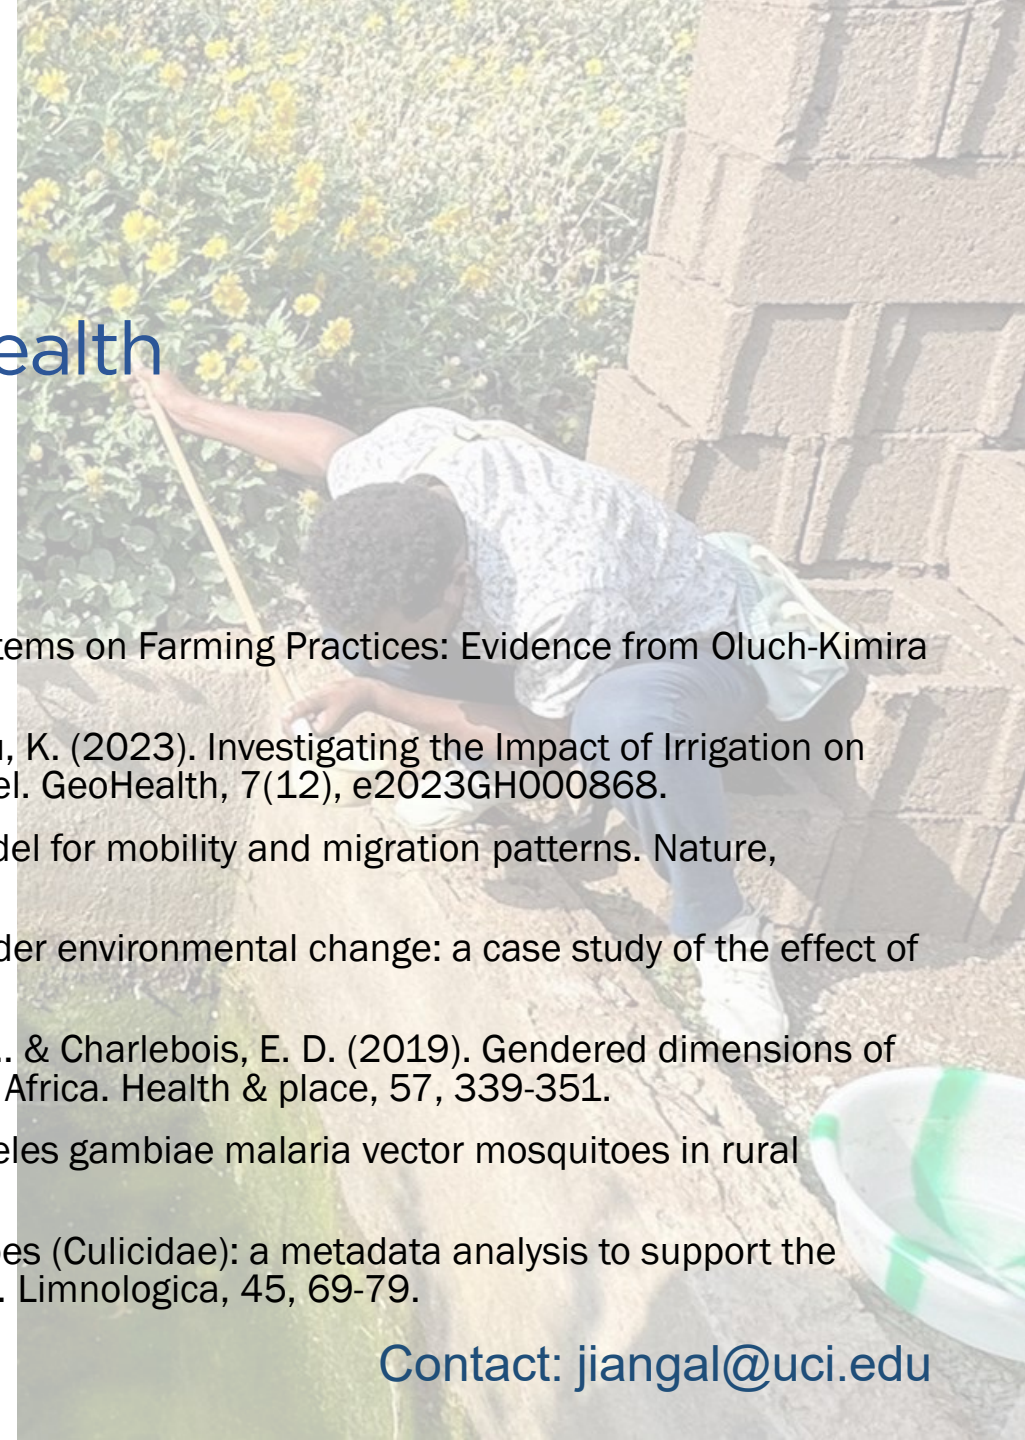 ealth
tems on Farming Practices: Evidence from Oluch-Kimira
, K. (2023). Investigating the Impact of Irrigation on
el. GeoHealth, 7(12), e2023GH000868.
del for mobility and migration patterns. Nature,
der environmental change: a case study of the effect of
. & Charlebois, E. D. (2019). Gendered dimensions of
Africa. Health & place, 57, 339-351.
eles gambiae malaria vector mosquitoes in rural
oes (Culicidae): a metadata analysis to support the
. Limnologica, 45, 69-79.
Contact: jiangal@uci.edu